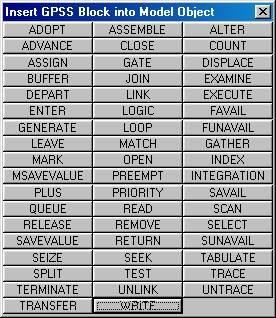 Insert GPSS Block into Model Object
ADOPT ASSEMBLE ALTER
ADVANCE CLOSE COUNT
ASSIGN GATE DISPLACE
BUFFER JOIN EXAMINE
DEPART LINK EXECUTE
ENTER LOGIC FAVAIL
GENERATE LOOP FUNAVAIL
LEAVE MATCH GATHER
MARK OPEN INDEX
MSAVEVALUE PREEMPT INTEGRATION
PLUS PRIORITY SAVAIL
QUEUE READ SCAN
RELEASE REMOVE SELECT
SAVEVALUE RETURN SUNAVAIL
SEIZE SEEK TABULATE
SPLIT TEST TRACE
TERMINATE UNLINK UNTRACE
TRANSFER WRITE